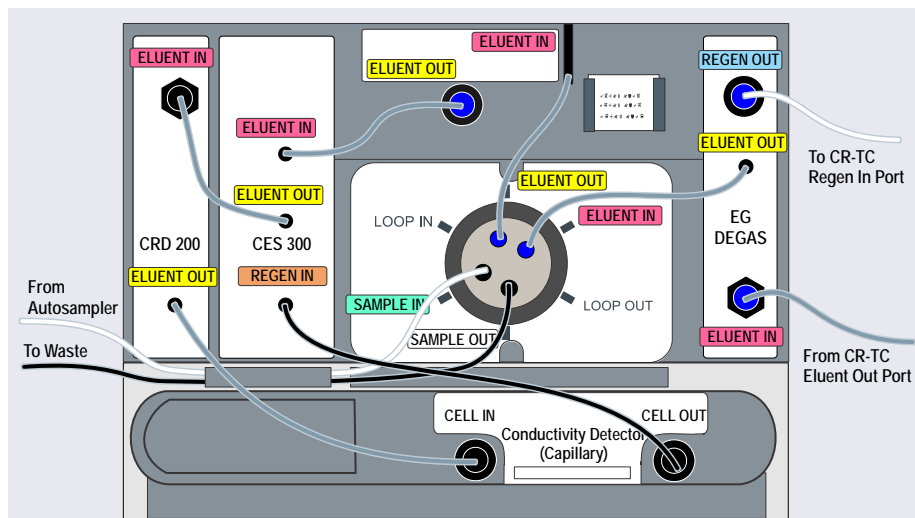 ELUENT IN
ELUENT IN
ELUENT OUT
REGEN OUT
ELUENT IN
ELUENT OUT
To CR-TC
Regen In Port
ELUENT OUT
ELUENT OUT
ELUENT IN
LOOP IN
EG
DEGAS
CRD 200
CES 300
ELUENT OUT
REGEN IN
From
Autosampler
SAMPLE IN
LOOP OUT
SAMPLE OUT
ELUENT IN
To Waste
From CR-TC
Eluent Out Port
CELL IN
CELL OUT
Conductivity Detector
(Capillary)